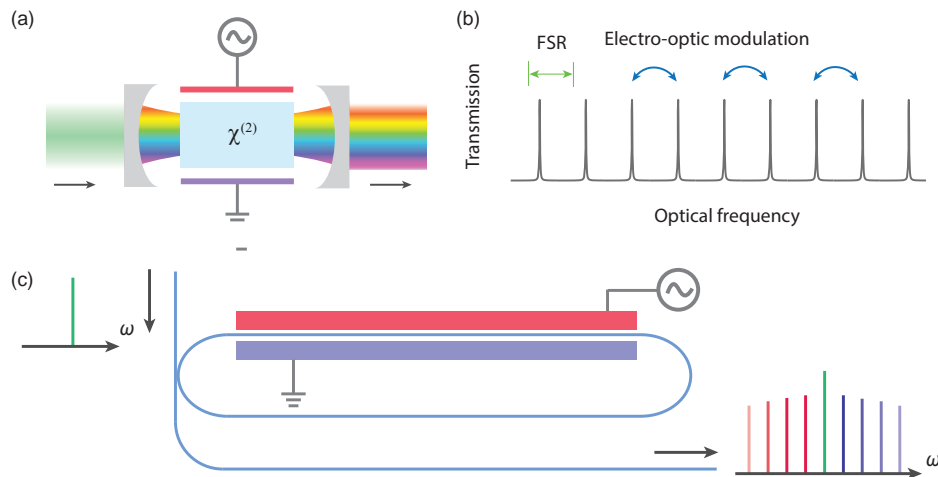 (a)
χ(2)
(b)
FSR
Electro-optic modulation
Transmission
Optical frequency
(c)
ω
ω